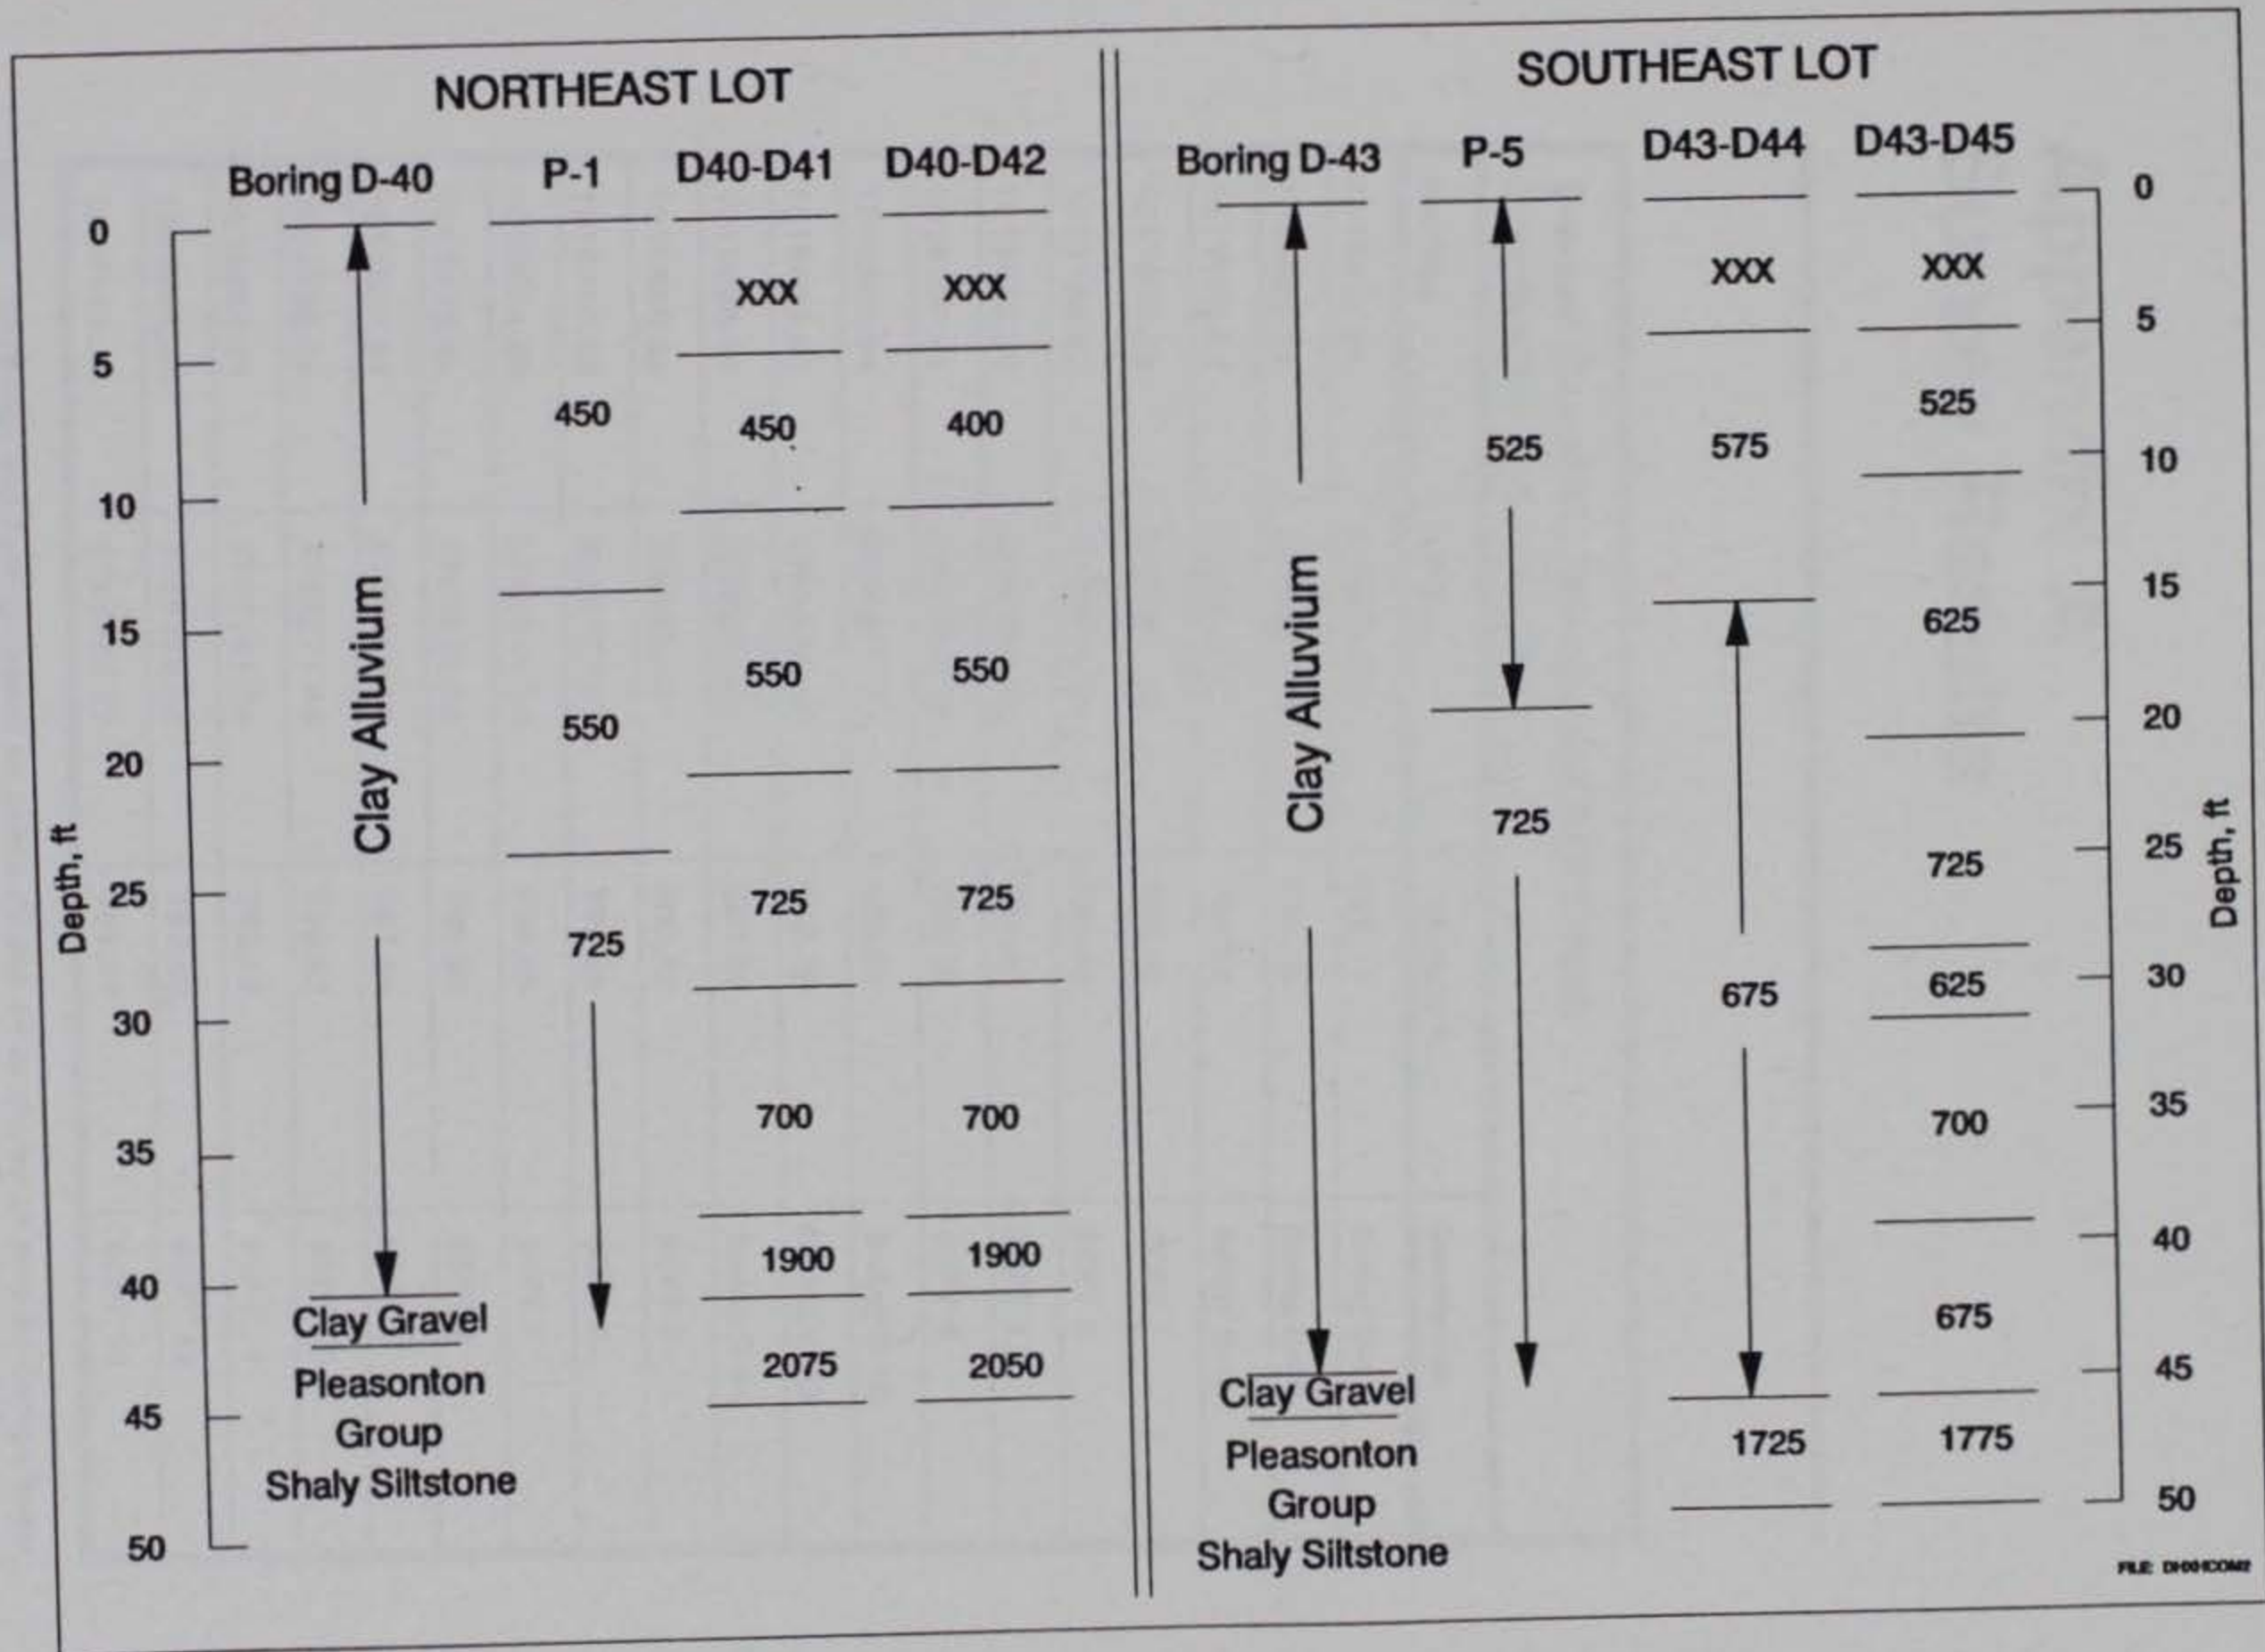 NORTHEAST LOT
SOUTHEAST LOT
Boring D-40 P-1 D40-D41 D40-D42
Boring D-43 P-5 D43-D44 D43-D45
0
5
10
15
20
25
30
35
40
45
50
Depth, ft
Clay Alluvium
Clay Gravel
Pleasonton
Group
Shaly Siltstone
450
550
725
XXX
450
550
725
700
1900
2075
XXX
400
550
725
700
1900
2050
Clay Alluvium
Clay Gravel
Pleasonton
Group
Shaly Siltstone
525
725
XXX
575
675
1725
XXX
525
625
725
625
700
675
1775
0
5
10
15
20
25
30
35
40
45
50
Depth, ft
FILE: DHXHCOM2